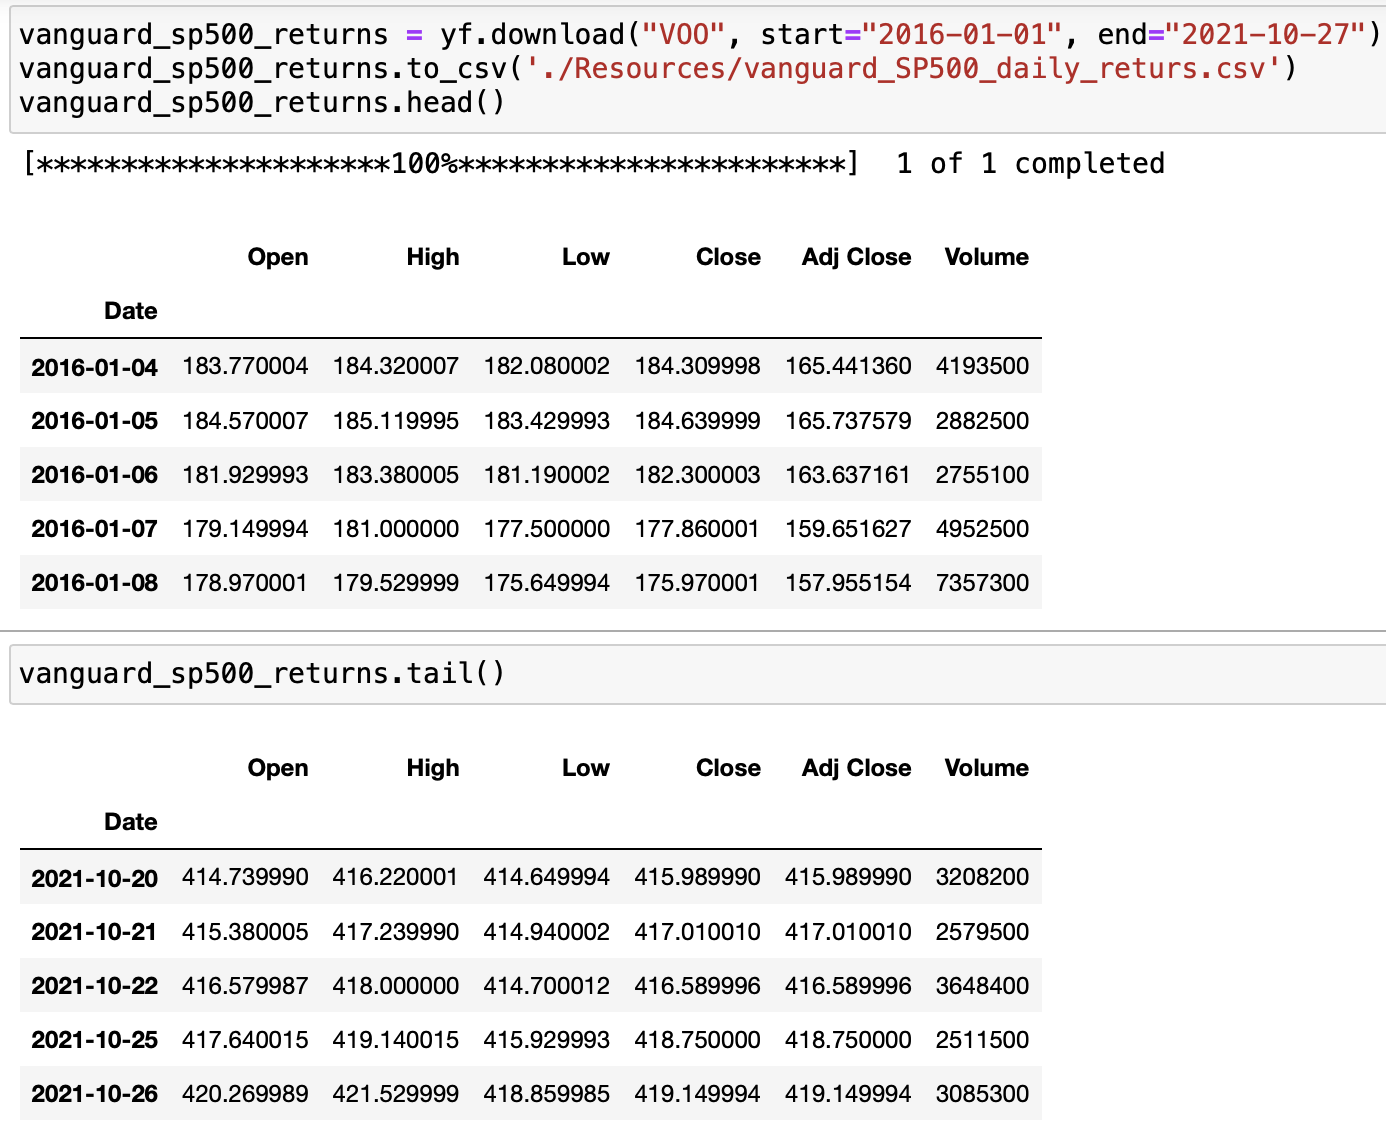 vanguard_sp500_returns = yf.download("VOO", start="2016-01-01", end="2021-10-27")
vanguard_sp500_returns.to_csv('./Resources/vanguard_SP500_daily_returs.csv')
vanguard_sp500_returns.head()
[*********************100%***********************]  1 of 1 completed
Open High Low Close Adj Close Volume
Date
2016-01-04 183.770004 184.320007 182.080002 184.309998 165.441360 4193500
2016-01-05 184.570007 185.119995 183.429993 184.639999 165.737579 2882500
2016-01-06 181.929993 183.380005 181.190002 182.300003 163.637161 2755100
2016-01-07 179.149994 181.000000 177.500000 177.860001 159.651627 4952500
2016-01-08 178.970001 179.529999 175.649994 175.970001 157.955154 7357300
vanguard_sp500_returns.tail()
Open High Low Close Adj Close Volume
Date
2021-10-20 414.739990 416.220001 414.649994 415.989990 415.989990 3208200
2021-10-21 415.380005 417.239990 414.940002 417.010010 417.010010 2579500
2021-10-22 416.579987 418.000000 414.700012 416.589996 416.589996 3648400
2021-10-25 417.640015 419.140015 415.929993 418.750000 418.750000 2511500
2021-10-26 420.269989 421.529999 418.859985 419.149994 419.149994 3085300